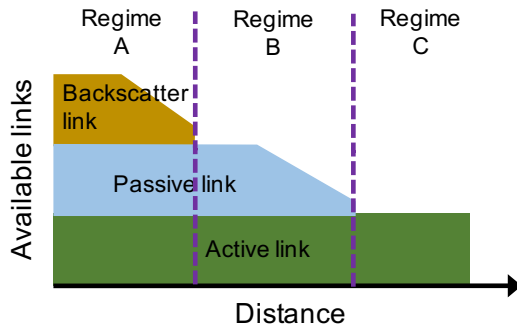 Regime
A
Regime
B
Regime
C
Backscatter
link
Passive link
Active link
Available links
Distance